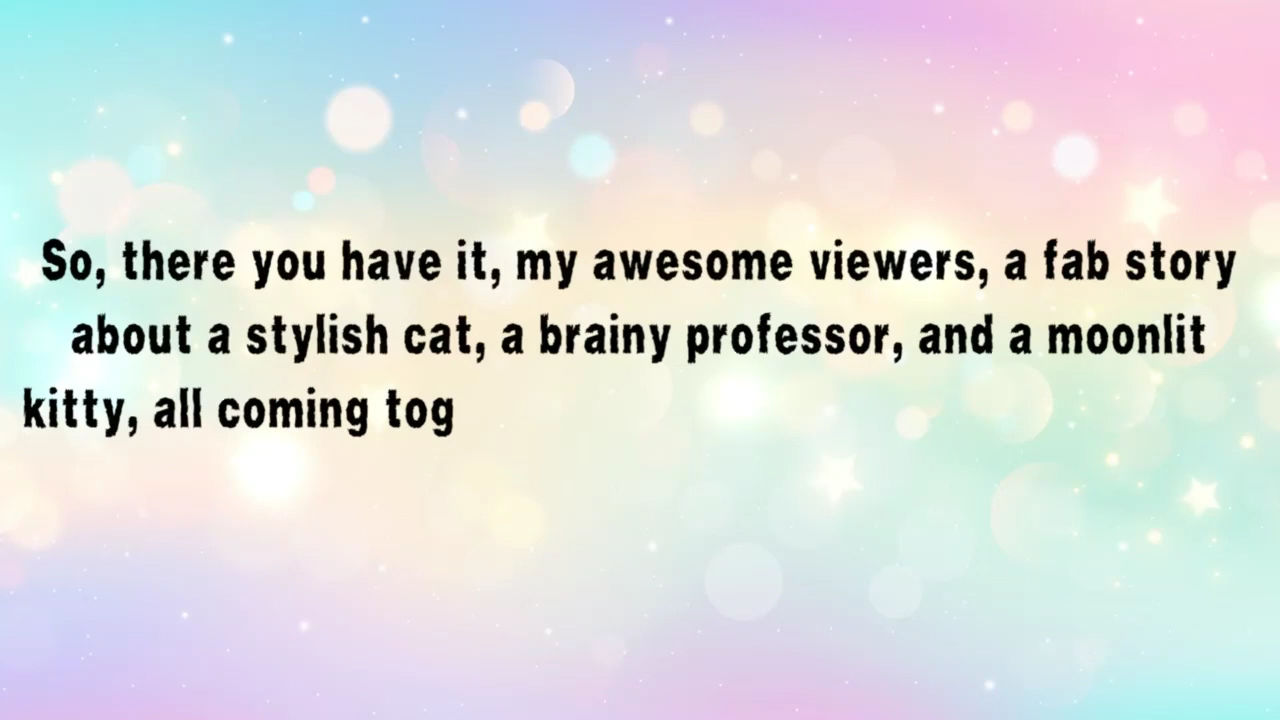 So, there you have it, my awesome viewers, a fab story
about a stylish cat, a brainy professor, and a moonlit
kitty, all coming tog